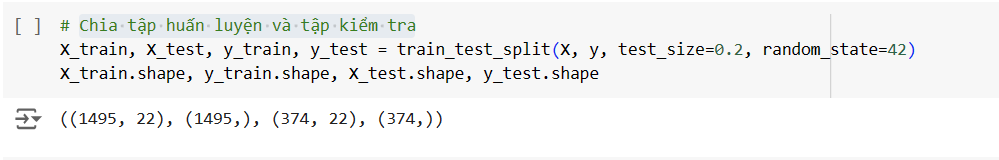 [ ] # Chia tập huấn luyện và tập kiểm tra
X_train, X_test, y_train, y_test = train_test_split(X, y, test_size=0.2, random_state=42)
X_train.shape, y_train.shape, X_test.shape, y_test.shape
((1495, 22), (1495,), (374, 22), (374,))